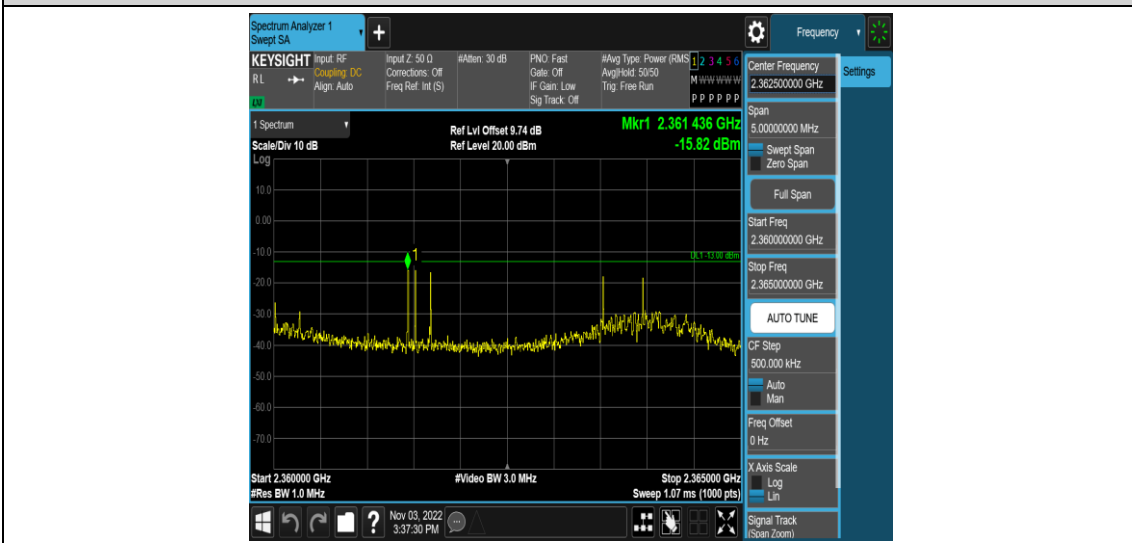 Spectrum Analyzer 1
Swept SA
+
Frequency
KEYSIGHT
RL
LM
Input: RF
Coupling: DC
Align: Auto
Input Z: 50 Ω
Corrections: Off
Freq Ref: Int (S)
#Atten: 30 dB
PNO: Fast
Gate: Off
IF Gain: Low
Sig Track: Off
#Avg Type: Power (RMS
Avg|Hold: 50/50
Trig: Free Run
1 2 3 4 5 6
M W W W W W
P P P P P P
1 Spectrum
Scale/Div 10 dB
Log
Ref Lvl Offset 9.74 dB
Ref Level 20.00 dBm
Mkr1 2.361 436 GHz
-15.82 dBm
10.0
0.00
-10.0
-20.0
-30.0
-40.0
-50.0
-60.0
-70.0
1
DL1 -13.00 dBm
Start 2.360000 GHz
#Res BW 1.0 MHz
#Video BW 3.0 MHz
Stop 2.365000 GHz
Sweep 1.07 ms (1000 pts)
?
Nov 03, 2022
3:37:30 PM
Center Frequency
2.362500000 GHz
Settings
Span
5.00000000 MHz
Swept Span
Zero Span
Full Span
Start Freq
2.360000000 GHz
Stop Freq
2.365000000 GHz
AUTO TUNE
CF Step
500.000 kHz
Auto
Man
Freq Offset
0 Hz
X Axis Scale
Log
Lin
Signal Track
(Span Zoom)